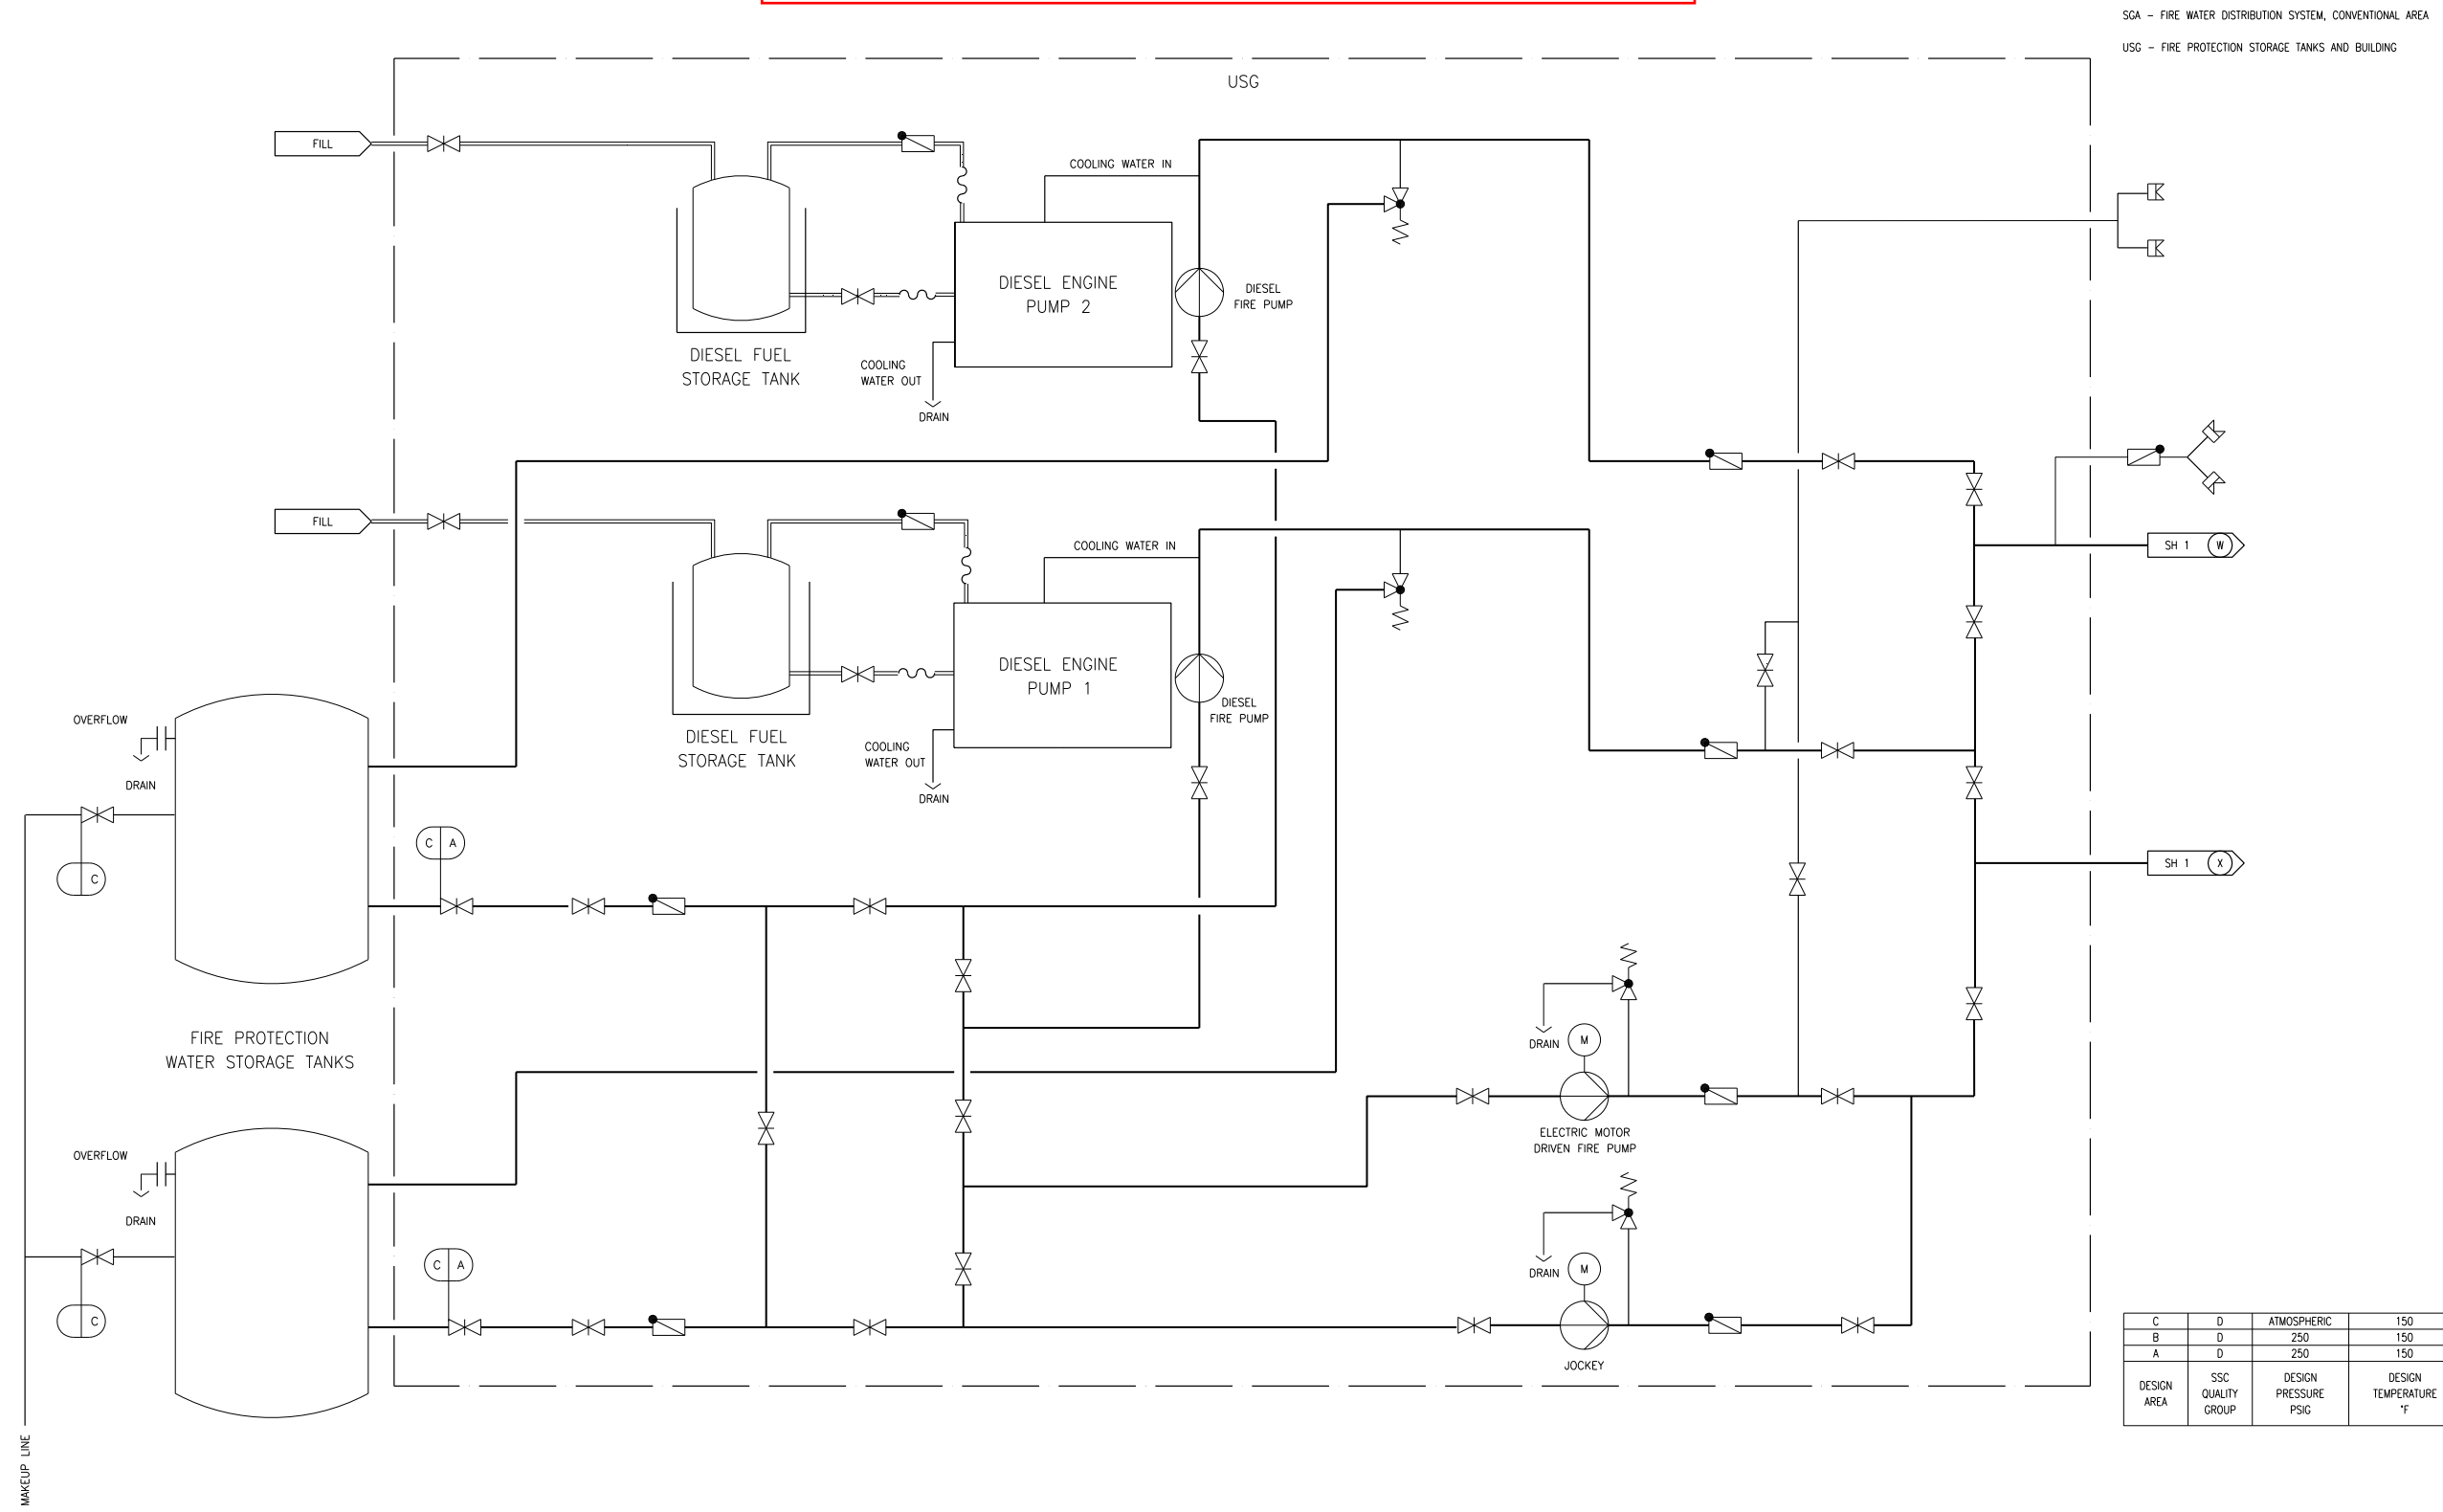 SGA - FIRE WATER DISTRIBUTION SYSTEM, CONVENTIONAL AREA
USG - FIRE PROTECTION STORAGE TANKS AND BUILDING
USG
FILL
COOLING WATER IN
DIESEL ENGINE
PUMP 2
DIESEL
FIRE PUMP
DIESEL FUEL
STORAGE TANK
COOLING
WATER OUT
DRAIN
FILL
COOLING WATER IN
SH 1 W
DIESEL ENGINE
PUMP 1
DIESEL
FIRE PUMP
DIESEL FUEL
STORAGE TANK
COOLING
WATER OUT
DRAIN
OVERFLOW
DRAIN
C
C A
SH 1 X
FIRE PROTECTION
WATER STORAGE TANKS
DRAIN
M
ELECTRIC MOTOR
DRIVEN FIRE PUMP
OVERFLOW
DRAIN
C
C A
DRAIN
M
JOCKEY
C D ATMOSPHERIC 150
B D 250 150
A D 250 150
DESIGN
AREA
SSC
QUALITY
GROUP
DESIGN
PRESSURE
PSIG
DESIGN
TEMPERATURE
°F
MAKEUP LINE